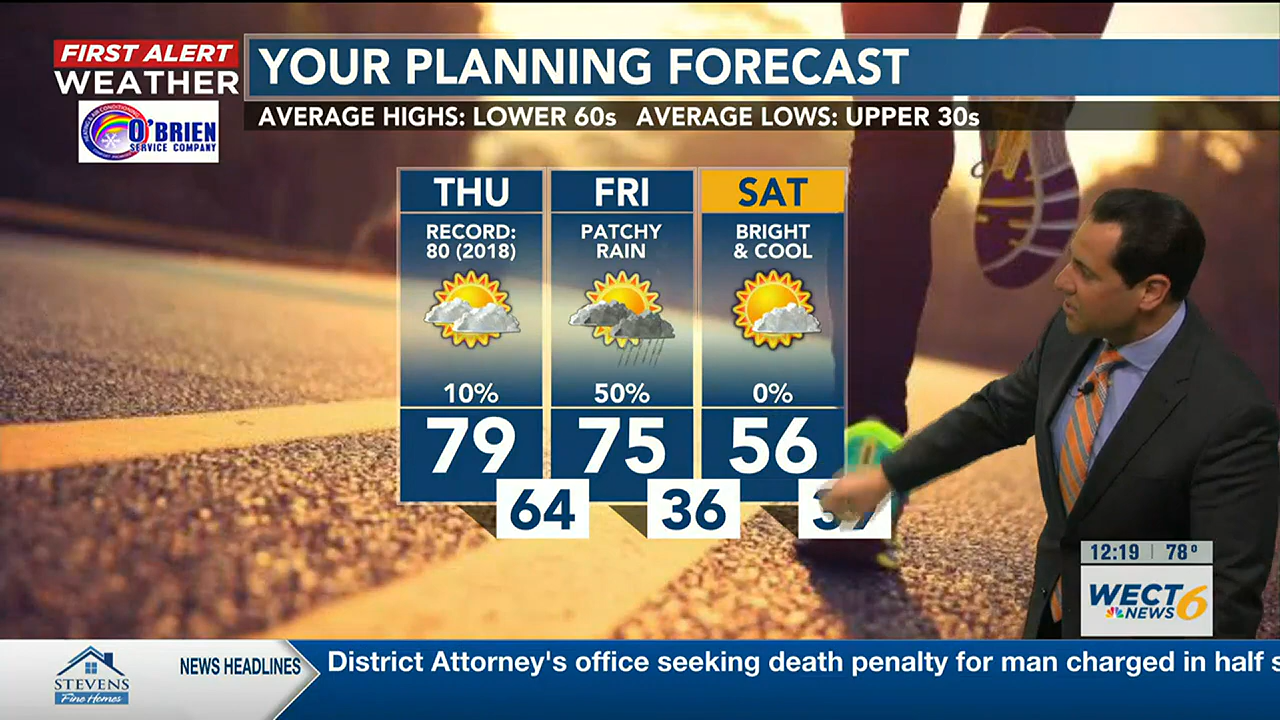 FIRST ALERT
WEATHER
O'BRIEN
SERVICE COMPANY
YOUR PLANNING FORECAST
AVERAGE HIGHS: LOWER 60s AVERAGE LOWS: UPPER 30s
THU
RECORD:
80 (2018)
10%
79
64
FRI
PATCHY
RAIN
50%
75
36
SAT
BRIGHT
& COOL
0%
56
12:19 78°
WECT6
NEWS
STEVENS
Fine Homes
NEWS HEADLINES
District Attorney's office seeking death penalty for man charged in half